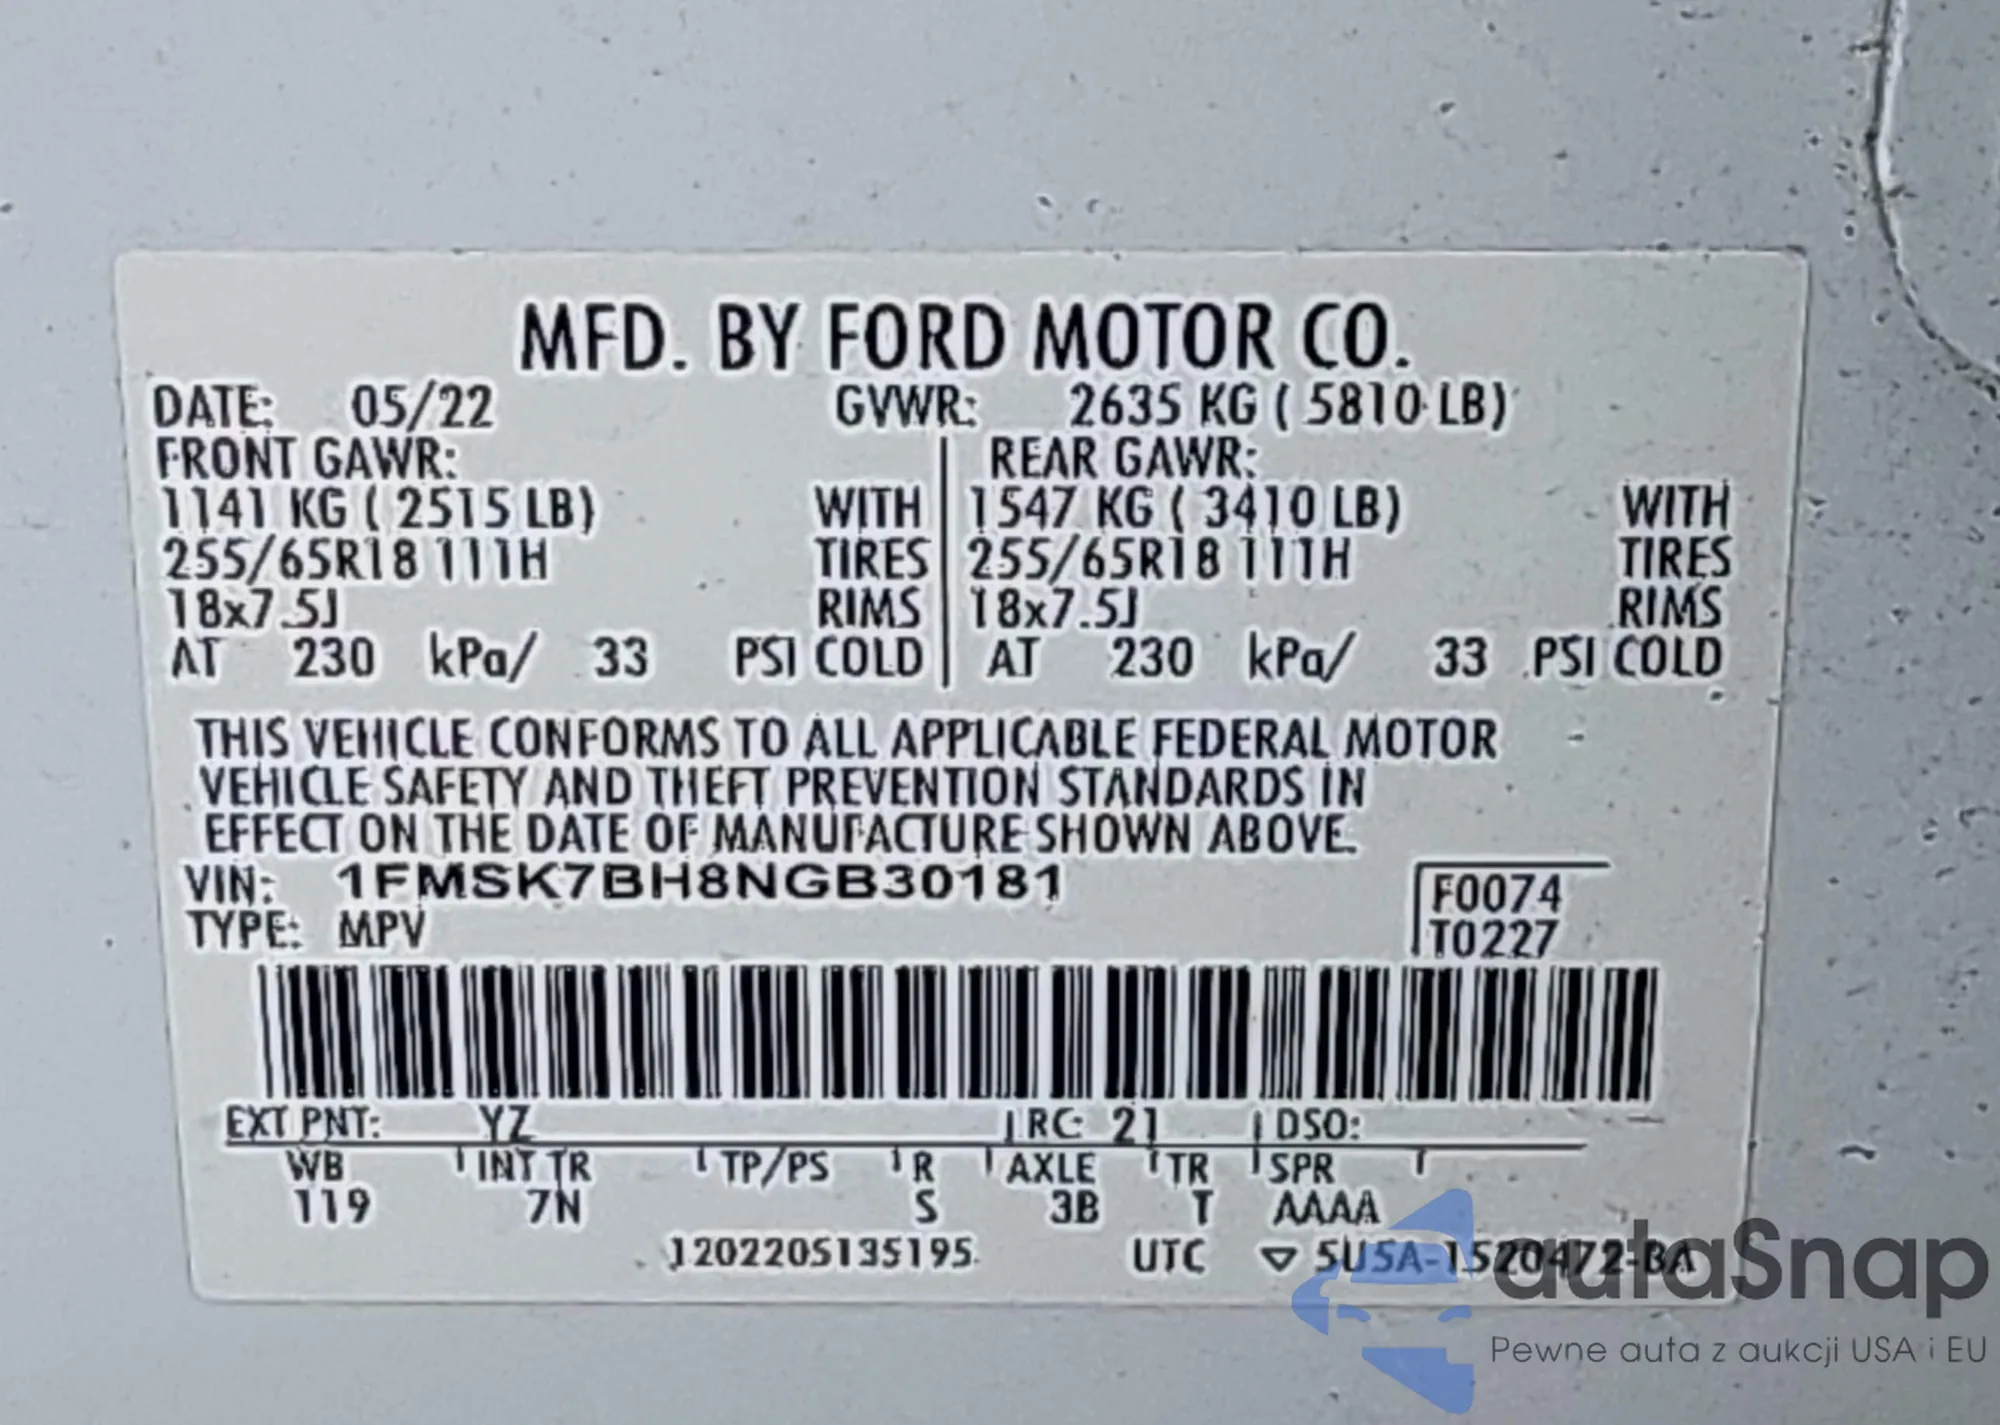 MFD. BY FORD MOTOR CO.
DATE: 05/22 GVWR: 2635 KG ( 5810 LB)
FRONT GAWR: REAR GAWR:
1141 KG ( 2515 LB) WITH 1547 KG ( 3410 LB) WITH
255/65R18 111H TIRES 255/65R18 111H TIRES
18x7.5J RIMS 18x7.5J RIMS
AT 230 kPa/ 33 PSI COLD AT 230 kPa/ 33 PSI COLD
THIS VEHICLE CONFORMS TO ALL APPLICABLE FEDERAL MOTOR
VEHICLE SAFETY AND THEFT PREVENTION STANDARDS IN
EFFECT ON THE DATE OF MANUFACTURE SHOWN ABOVE.
VIN: 1FMSK7BH8NGB30181
TYPE: MPV
F0074
T0227
EXT PNT: YZ RC: 21 DSO:
WB INT TR TP/PS R AXLE TR SPR
119 7N S 3B T AAAA
1202205135195 UTC ▽ 5U5A-1520472-BA
autaSnap
Pewne auta z aukcji USA i EU